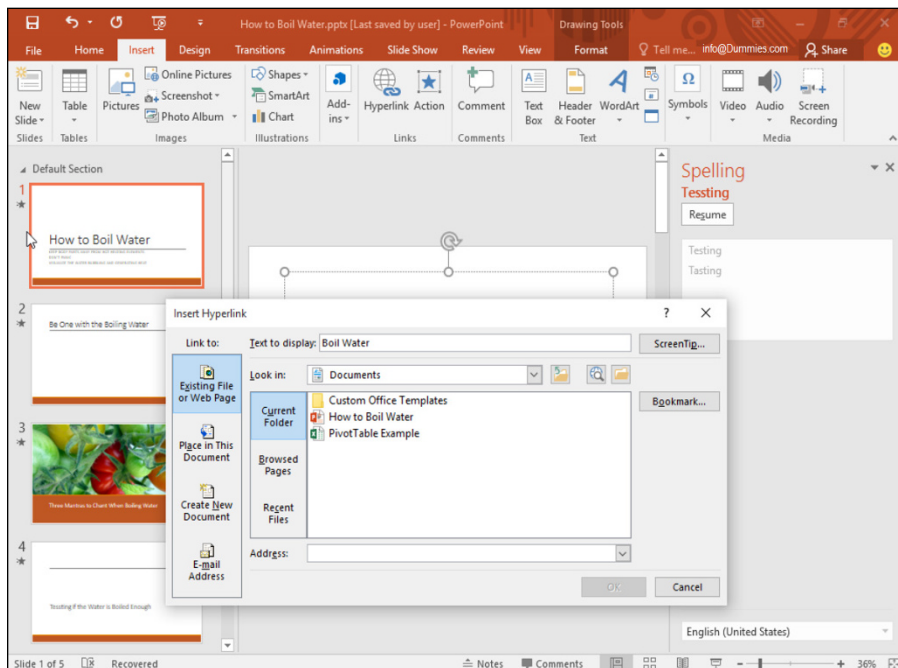 How to Boil Water.pptx [Last saved by user] - PowerPoint
Drawing Tools
File Home Insert Design Transitions Animations Slide Show Review View Format Tell me... info@Dummies.com Share
New Slide
Table
Pictures
Online Pictures
Screenshot
Photo Album
Shapes
SmartArt
Chart
Add-ins
Hyperlink Action
Comment
Text Box
Header & Footer
WordArt
Symbols
Video
Audio
Screen Recording
Slides Tables Images Illustrations Links Comments Text Media
Default Section
1
How to Boil Water
2
Be One with the Boiling Water
3
Three Mantras to Chant When Boiling Water
4
Tessting if the Water is Boiled Enough
Spelling
Tessting
Resume
Testing
Tasting
English (United States)
Insert Hyperlink
?
Link to:
Text to display: Boil Water
ScreenTip...
Existing File
or Web Page
Place in This
Document
Create New
Document
E-mail
Address
Look in: Documents
Current
Folder
Browsed
Pages
Recent
Files
Custom Office Templates
How to Boil Water
PivotTable Example
Bookmark...
Address:
OK
Cancel
Slide 1 of 5 Recovered Notes Comments 36%